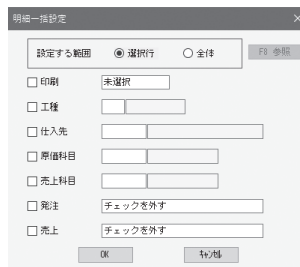 明細一括設定
設定する範囲 選択行 全体 F8 参照
印刷 未選択
工種
仕入先
原価科目
売上科目
発注 チェックを外す
売上 チェックを外す
OK ｷｬﾝｾﾙ